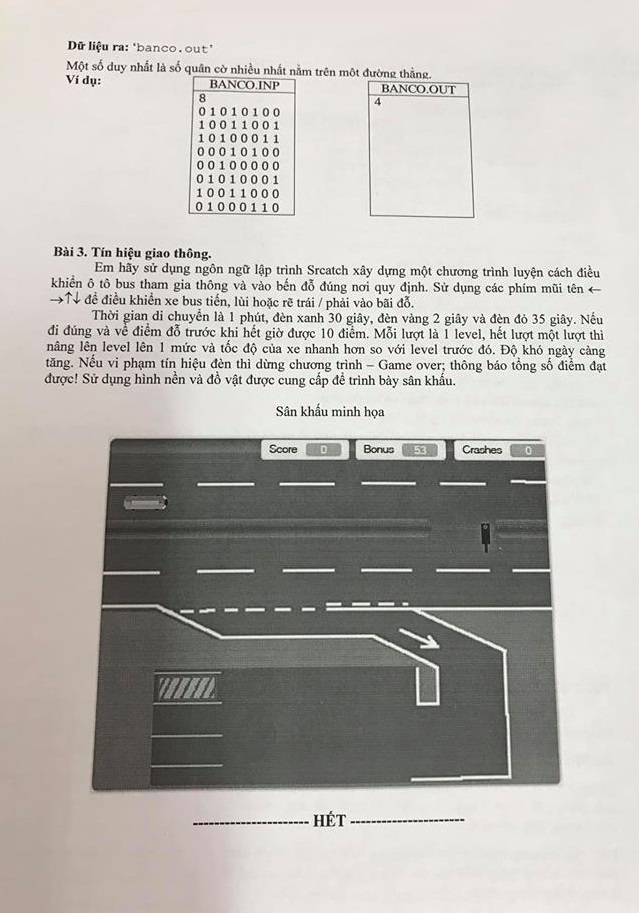 Dữ liệu ra: 'banco.out'
Một số duy nhất là số quân cờ nhiều nhất nằm trên môt đường thẳng.
Ví dụ:
BANCO.INP
8
0 1 0 1 0 1 0 0
1 0 0 1 1 0 0 1
1 0 1 0 0 0 1 1
0 0 0 1 0 1 0 0
0 0 1 0 0 0 0 0
0 1 0 1 0 0 0 1
1 0 0 1 1 0 0 0
0 1 0 0 0 1 1 0
BANCO.OUT
4
Bài 3. Tín hiệu giao thông.
Em hãy sử dụng ngôn ngữ lập trình Srcatch xây dựng một chương trình luyện cách điều
khiển ô tô bus tham gia thông và vào bến đỗ đúng nơi quy định. Sử dụng các phím mũi tên ←
→↑↓ để điều khiển xe bus tiến, lùi hoặc rẽ trái / phải vào bãi đỗ.
Thời gian di chuyển là 1 phút, đèn xanh 30 giây, đèn vàng 2 giây và đèn đỏ 35 giây. Nếu
đi đúng và về điểm đỗ trước khi hết giờ được 10 điểm. Mỗi lượt là 1 level, hết lượt một lượt thì
nâng lên level lên 1 mức và tốc độ của xe nhanh hơn so với level trước đó. Độ khó ngày càng
tăng. Nếu vi phạm tín hiệu đèn thì dừng chương trình – Game over; thông báo tổng số điểm đạt
được! Sử dụng hình nền và đồ vật được cung cấp để trình bày sân khấu.
Sân khấu minh họa
Score 0 Bonus 53 Crashes 0
---------------------- HẾT ----------------------